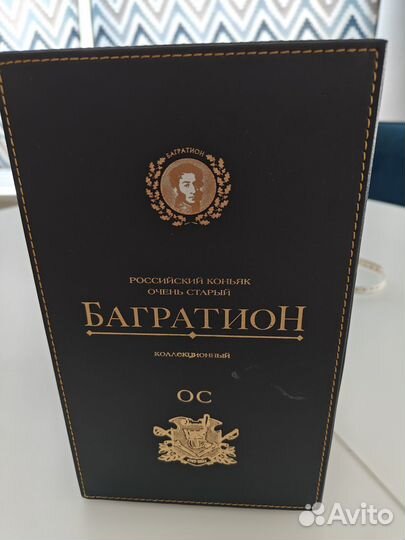 БАГРАТИОН
РОССИЙСКИЙ КОНЬЯК
ОЧЕНЬ СТАРЫЙ
БАГРАТИОН
КОЛЛЕКЦИОННЫЙ
ОС
Avito